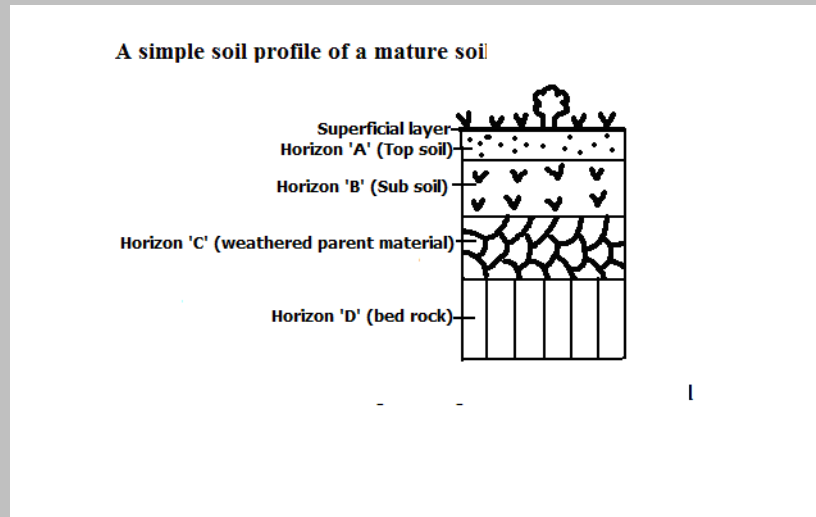 A simple soil profile of a mature soil
Superficial layer
Horizon 'A' (Top soil)
Horizon 'B' (Sub soil)
Horizon 'C' (weathered parent material)
Horizon 'D' (bed rock)